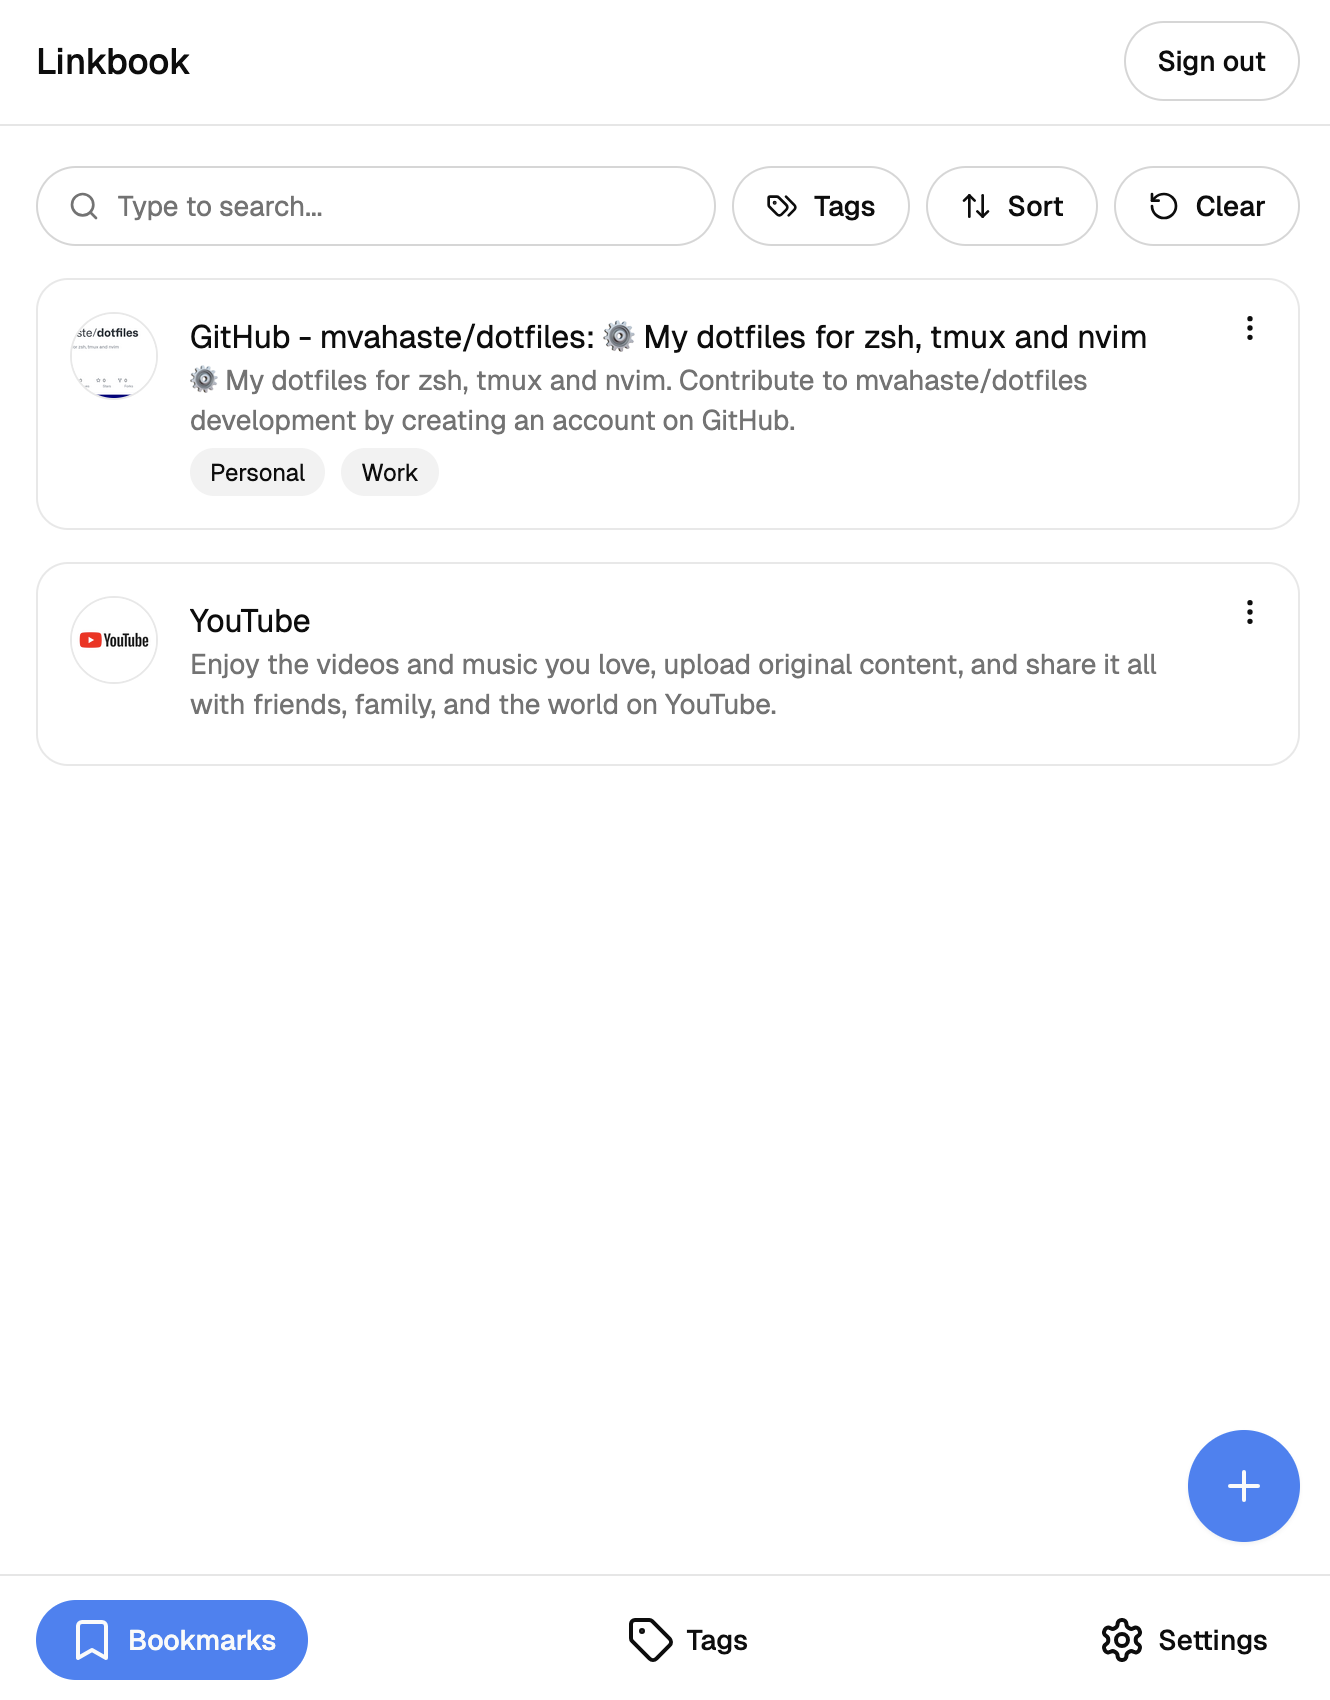 Linkbook
Sign out
Type to search...
Tags
Sort
Clear
ste/dotfiles
GitHub - mvahaste/dotfiles: ⚙️ My dotfiles for zsh, tmux and nvim
⚙️ My dotfiles for zsh, tmux and nvim. Contribute to mvahaste/dotfiles
development by creating an account on GitHub.
Personal
Work
YouTube
YouTube
Enjoy the videos and music you love, upload original content, and share it all
with friends, family, and the world on YouTube.
Bookmarks
Tags
Settings